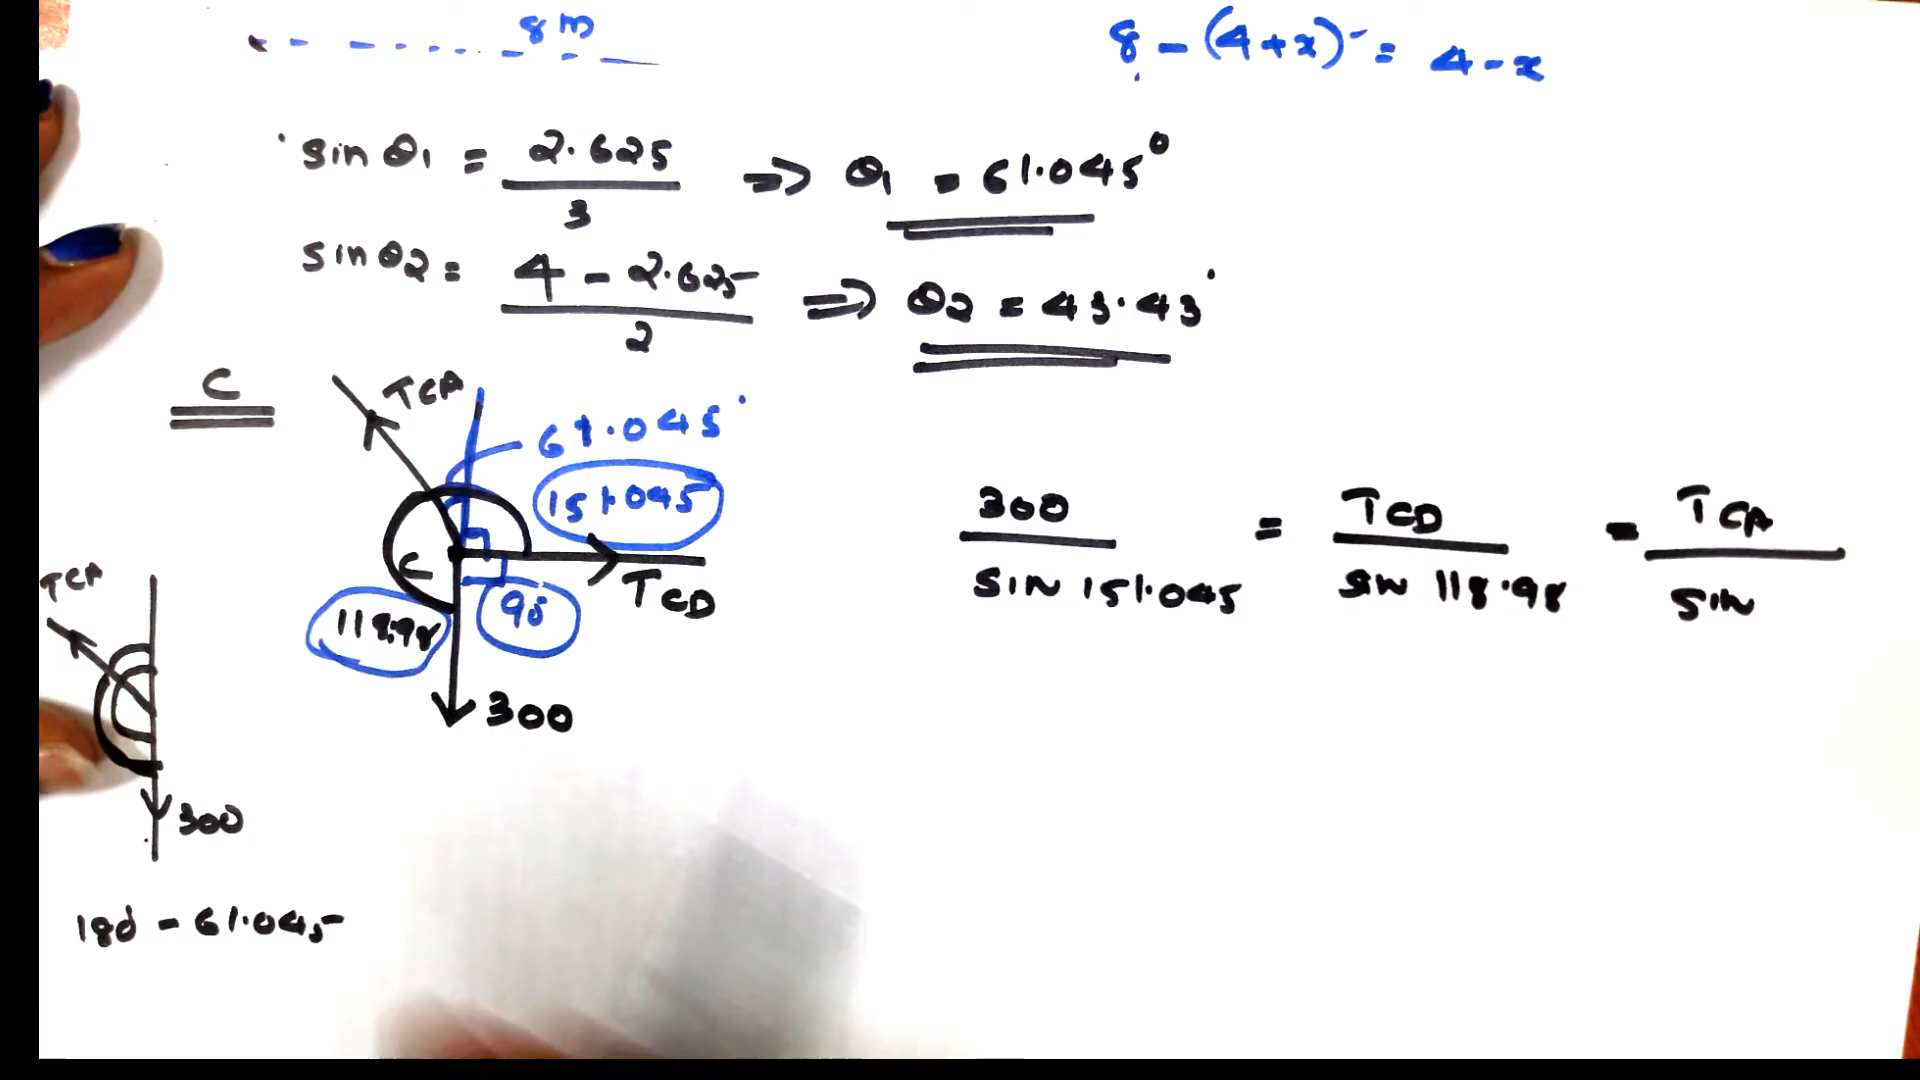 8m
8 - (4+x) = 4-x
sin θ1 = 2.625 / 3 ⇒ θ1 = 61.045°
sin θ2 = 4 - 2.625 / 2 ⇒ θ2 = 43.43°
C
TCA
61.045°
151.045
C
TCD
90
118.98
300
300 / sin 151.045 = TCD / sin 118.98 = TCA / sin
TCA
300
180 - 61.045